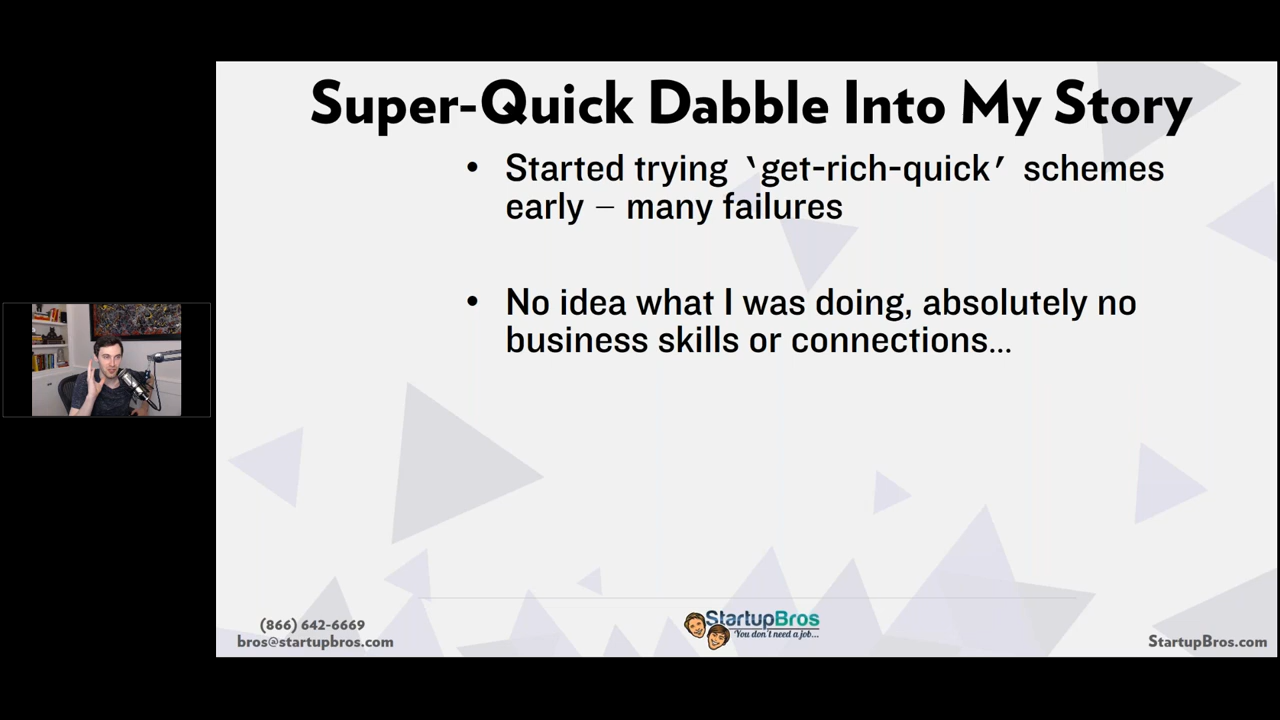 Super-Quick Dabble Into My Story
• Started trying ‵get-rich-quick′ schemes
early – many failures
• No idea what I was doing, absolutely no
business skills or connections...
(866) 642-6669
bros@startupbros.com
StartupBros
You don't need a job...
StartupBros.com